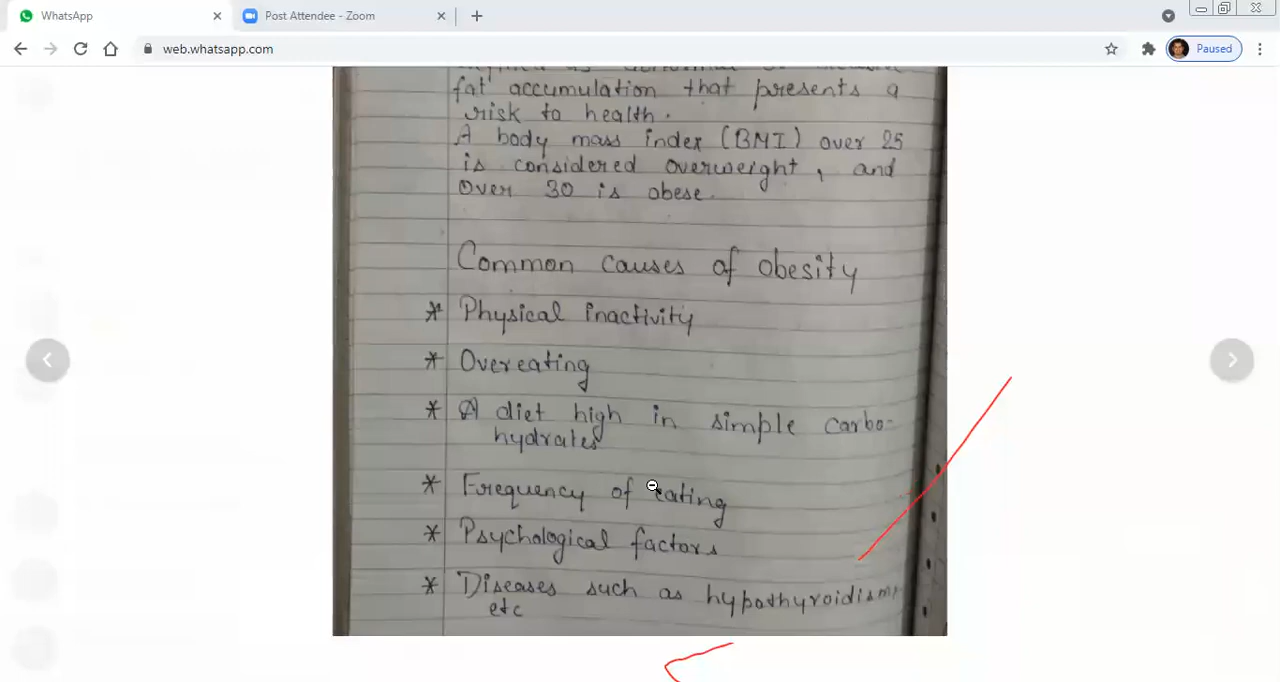 WhatsApp
Post Attendee - Zoom
web.whatsapp.com
Paused
fat accumulation that presents a
risk to health.
A body mass index (BMI) over 25
is considered overweight, and
over 30 is obese.
Common causes of obesity
* Physical inactivity
* Overeating
* A diet high in simple carbo-
hydrates
* Frequency of eating
* Psychological factors
* Diseases such as hypothyroidism,
etc